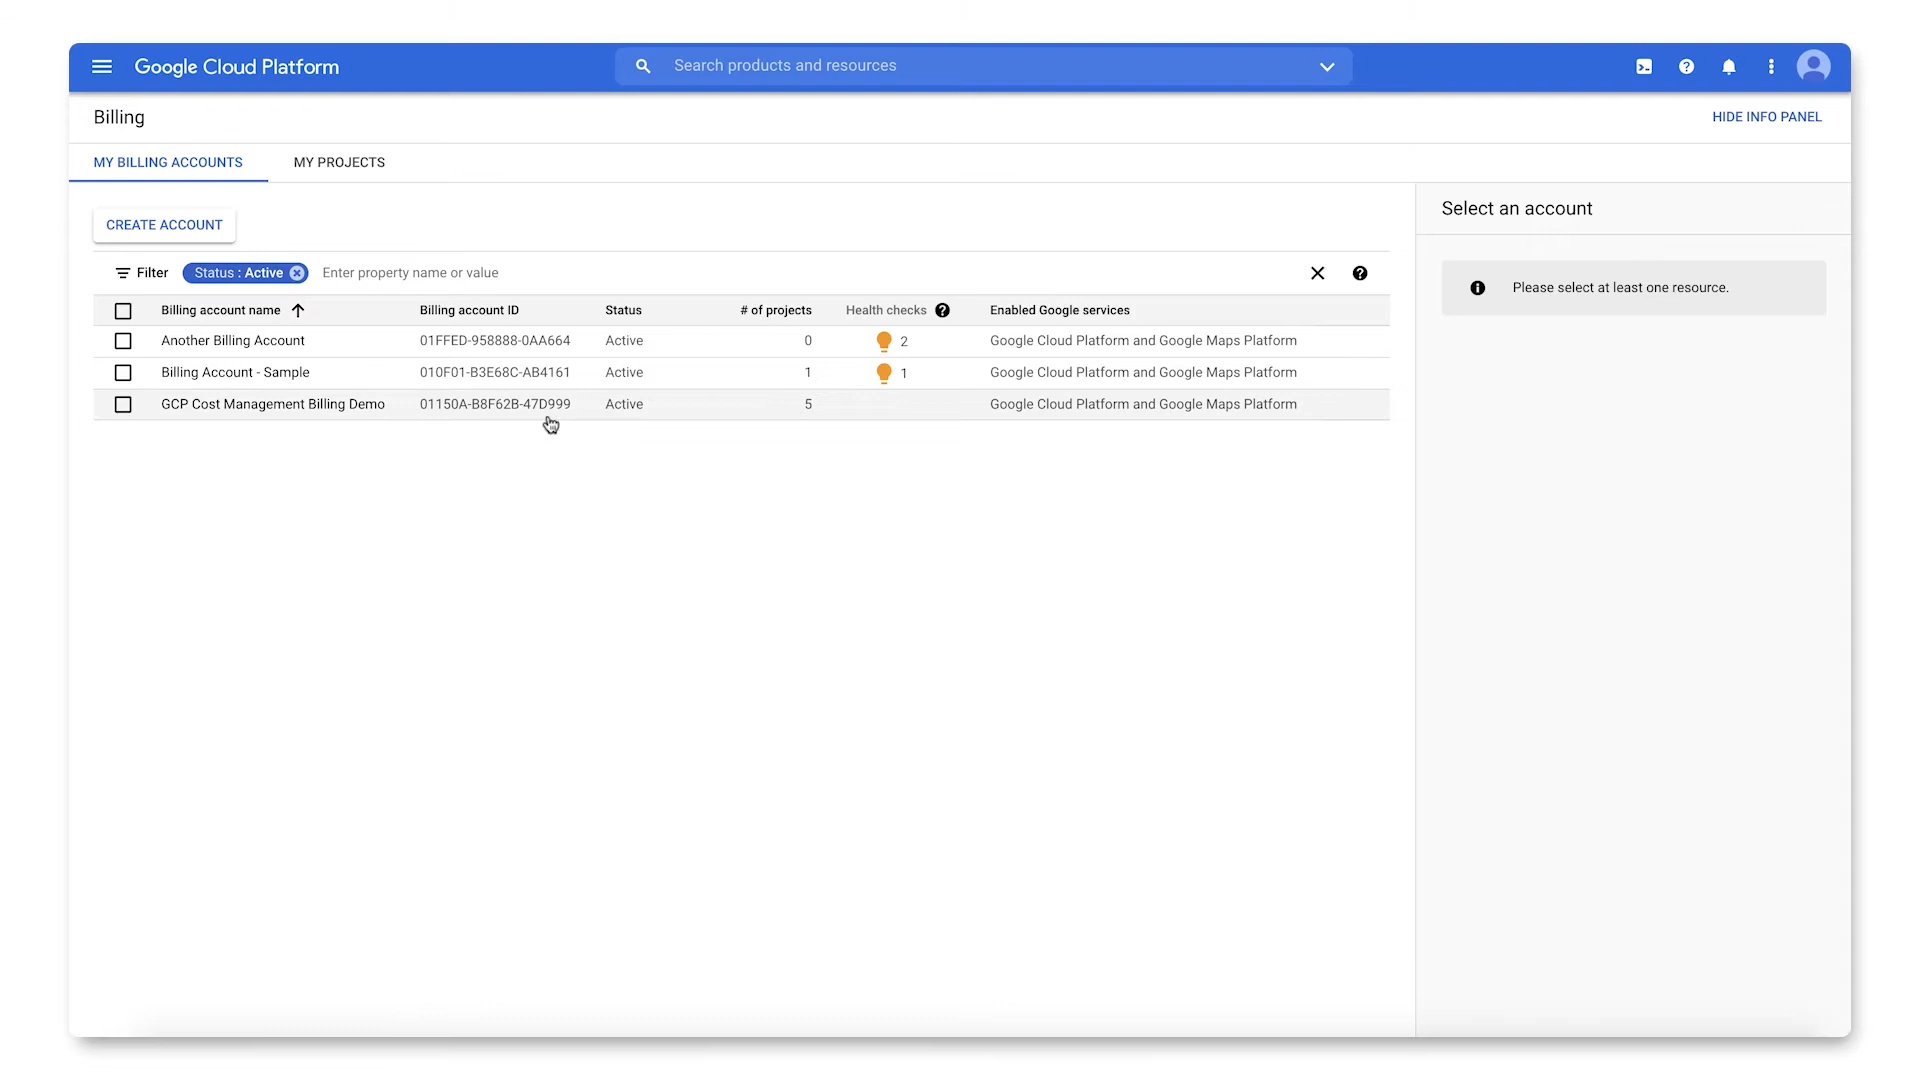 Google Cloud Platform
Search products and resources
Billing
HIDE INFO PANEL
MY BILLING ACCOUNTS MY PROJECTS
CREATE ACCOUNT
Select an account
Filter Status : Active Enter property name or value
Please select at least one resource.
Billing account name Billing account ID Status # of projects Health checks Enabled Google services
Another Billing Account 01FFED-958888-0AA664 Active 0 2 Google Cloud Platform and Google Maps Platform
Billing Account - Sample 010F01-B3E68C-AB4161 Active 1 1 Google Cloud Platform and Google Maps Platform
GCP Cost Management Billing Demo 01150A-B8F62B-47D999 Active 5 Google Cloud Platform and Google Maps Platform